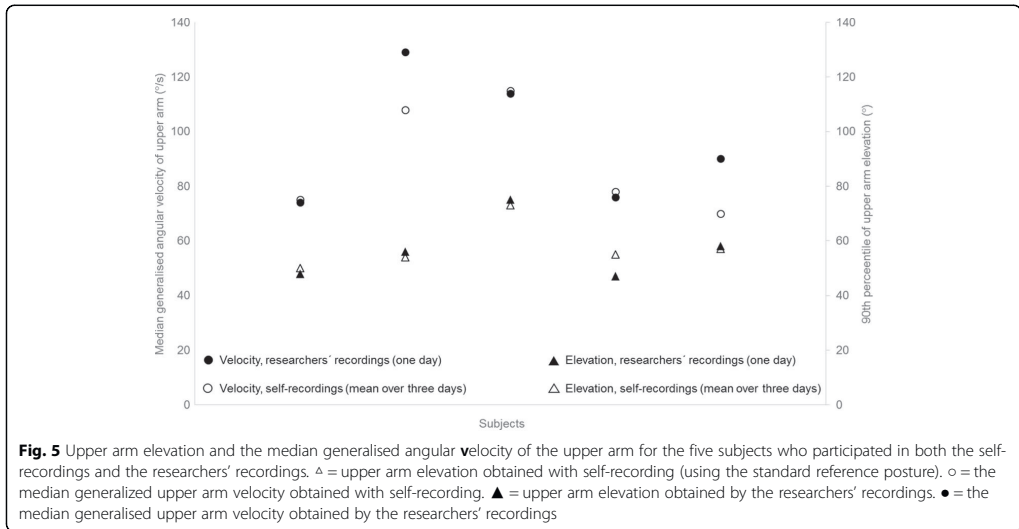 140
120
100
80
60
40
20
0
Median generalised angular velocity of upper arm (°/s)
140
120
100
80
60
40
20
0
90th perceentile of upper arm elevation (°)
● Velocity, researchers´ recordings (one day)
○ Velocity, self-recordings (mean over three days)
▲ Elevation, researchers´ recordings (one day)
△ Elevation, self-recordings (mean over three days)
Subjects
Fig. 5 Upper arm elevation and the median generalised angular velocity of the upper arm for the five subjects who participated in both the self-
recordings and the researchers’ recordings. △ = upper arm elevation obtained with self-recording (using the standard reference posture). ○ = the
median generalized upper arm velocity obtained with self-recording. ▲ = upper arm elevation obtained by the researchers’ recordings. ● = the
median generalised upper arm velocity obtained by the researchers’ recordings